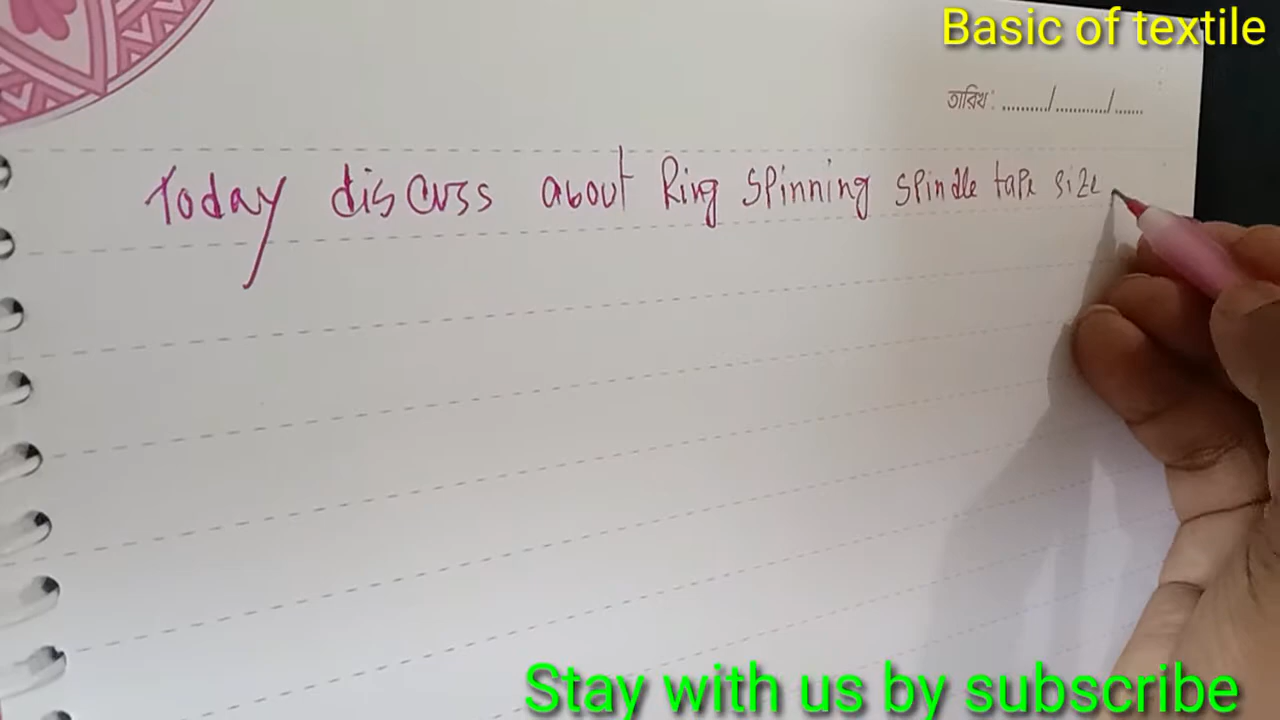 Basic of textile
তারিখ : ........../.........../......
Today discuss about Ring spinning spindle tape size
Stay with us by subscribe